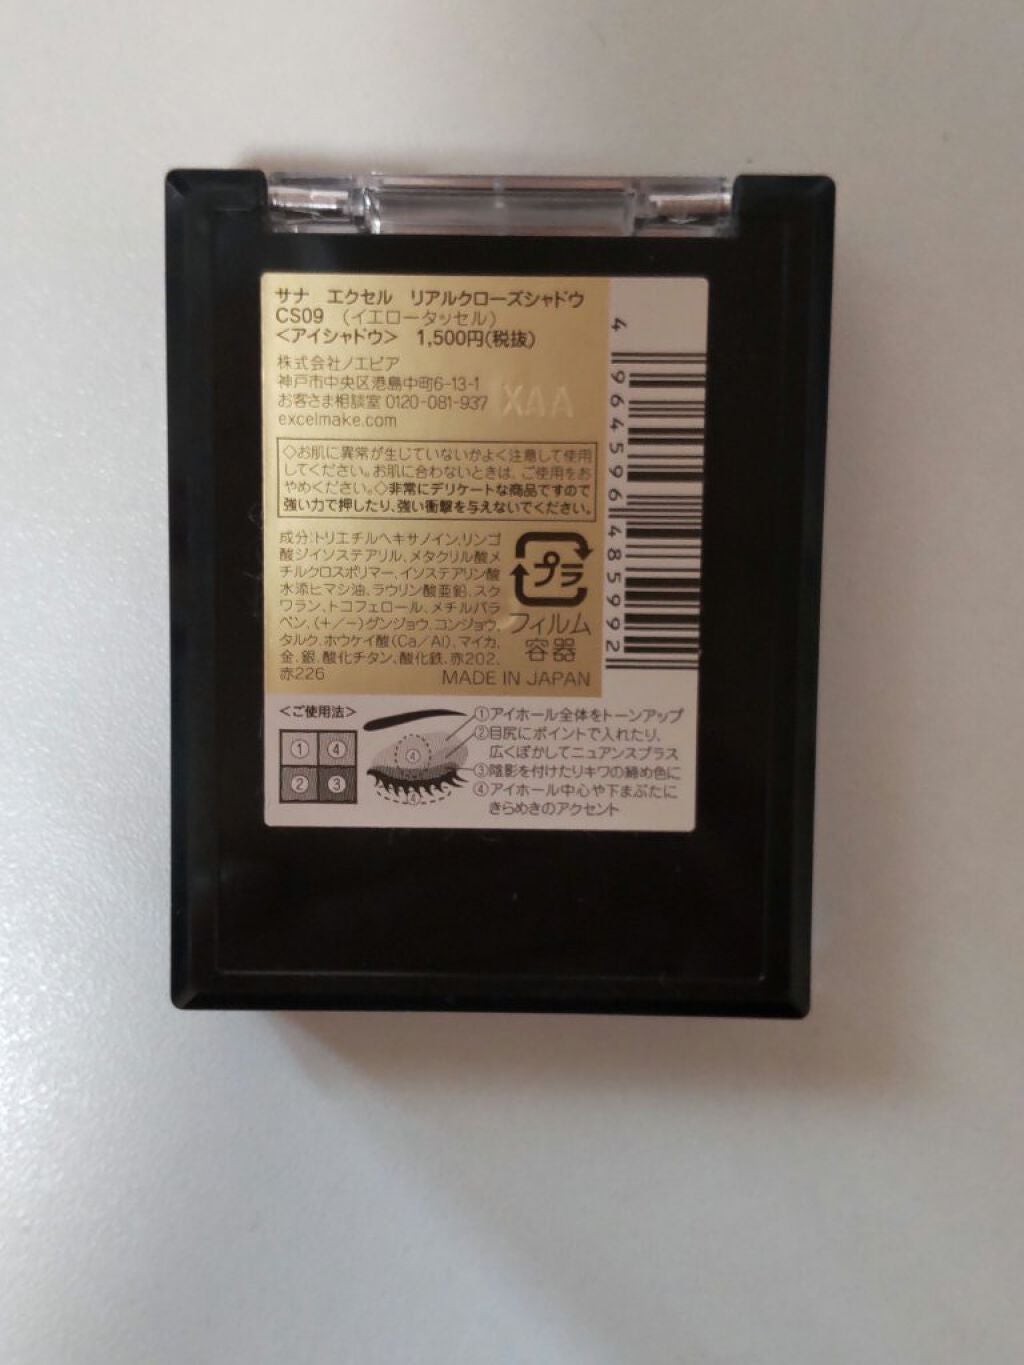 サナ エクセル リアルクローズシャドウ
CS09 (イエロータッセル)
<アイシャドウ> 1,500円(税抜)
株式会社ノエビア
神戸市中央区港島中町6-13-1
お客さま相談室 0120-081-937
excelmake.com
XAA
◇お肌に異常が生じていないかよく注意して使用
してください。お肌に合わないときは、ご使用をお
やめください。◇非常にデリケートな商品ですので
強い力で押したり、強い衝撃を与えないでください。
成分:トリエチルヘキサノイン、リンゴ
酸ジイソステアリル、メタクリル酸メ
チルクロスポリマー、イソステアリン酸
水添ヒマシ油、ラウリン酸亜鉛、スク
ワラン、トコフェロール、メチルパラ
ベン、(+/-)グンジョウ、コンジョウ、
タルク、ホウケイ酸(Ca/Al)、マイカ、
金、銀、酸化チタン、酸化鉄、赤202、
赤226
プラ
フィルム
容器
MADE IN JAPAN
4 964596 485992
<ご使用法>
① ④
② ③
④
④
①アイホール全体をトーンアップ
②目尻にポイントで入れたり、
広くぼかしてニュアンスプラス
③陰影を付けたりキワの締め色に
④アイホール中心や下まぶたに
きらめきのアクセント